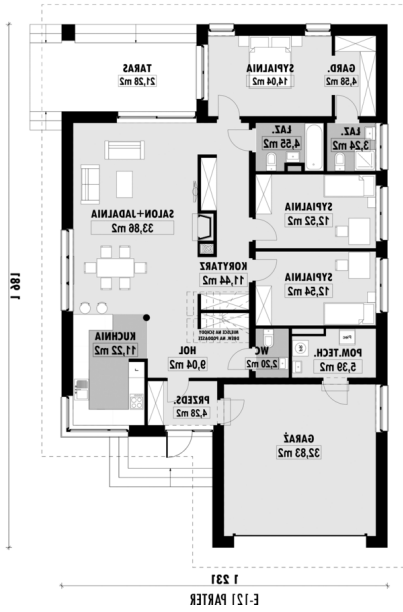 TARAS
21,28 m2
SYPIALNIA
14,04 m2
GARD.
4,58 m2
ŁAZ.
4,55 m2
ŁAZ.
3,24 m2
SALON+JADALNIA
33,86 m2
SYPIALNIA
12,52 m2
KORYTARZ
11,44 m2
SYPIALNIA
12,54 m2
KUCHNIA
11,22 m2
HOL
9,04 m2
WC
2,20 m2
POM.TECH.
5,39 m2
PRZEDS.
4,28 m2
GARAŻ
32,83 m2
1 981
1 231
E-121 PARTER